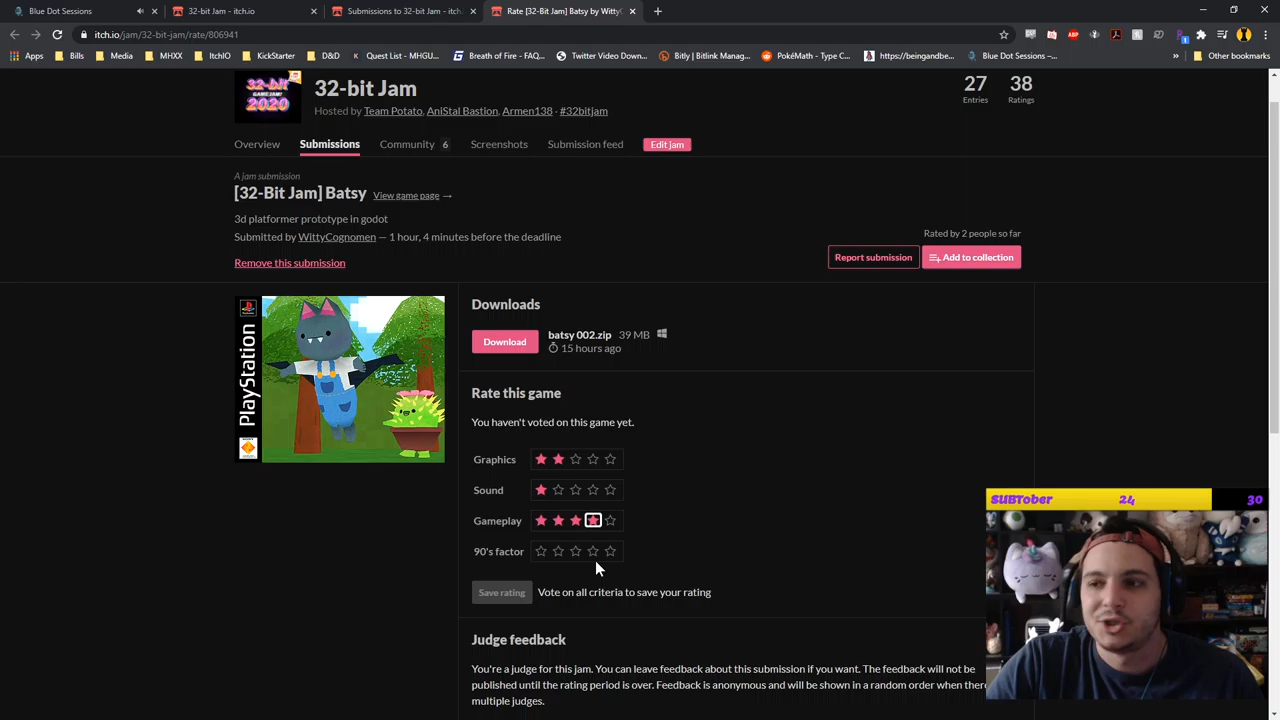 Blue Dot Sessions
32-bit Jam - itch.io
Submissions to 32-bit Jam - itch.
Rate [32-Bit Jam] Batsy by WittyC
itch.io/jam/32-bit-jam/rate/806941
Apps Bills Media MHXX ItchIO KickStarter D&D Quest List - MHGU... Breath of Fire - FAQ... Twitter Video Down... Bitly | Link Manag... PokéMath - Type C... https://beingandbe... Blue Dot Sessions –... » Other bookmarks
32-bit
GAMEJAM!
2020
32-bit Jam
Hosted by Team Potato, AniStal Bastion, Armen138 · #32bitjam
27 38
Entries Ratings
Overview Submissions Community 6 Screenshots Submission feed Edit jam
A jam submission
[32-Bit Jam] Batsy View game page →
3d platformer prototype in godot
Submitted by WittyCognomen — 1 hour, 4 minutes before the deadline
Rated by 2 people so far
Remove this submission
Report submission Add to collection
PlayStation
Downloads
Download batsy 002.zip 39 MB
15 hours ago
Rate this game
You haven't voted on this game yet.
Graphics
Sound
Gameplay
90's factor
Save rating Vote on all criteria to save your rating
Judge feedback
You're a judge for this jam. You can leave feedback about this submission if you want. The feedback will not be
published until the rating period is over. Feedback is anonymous and will be shown in a random order when there
multiple judges.
SUBTober 24 30